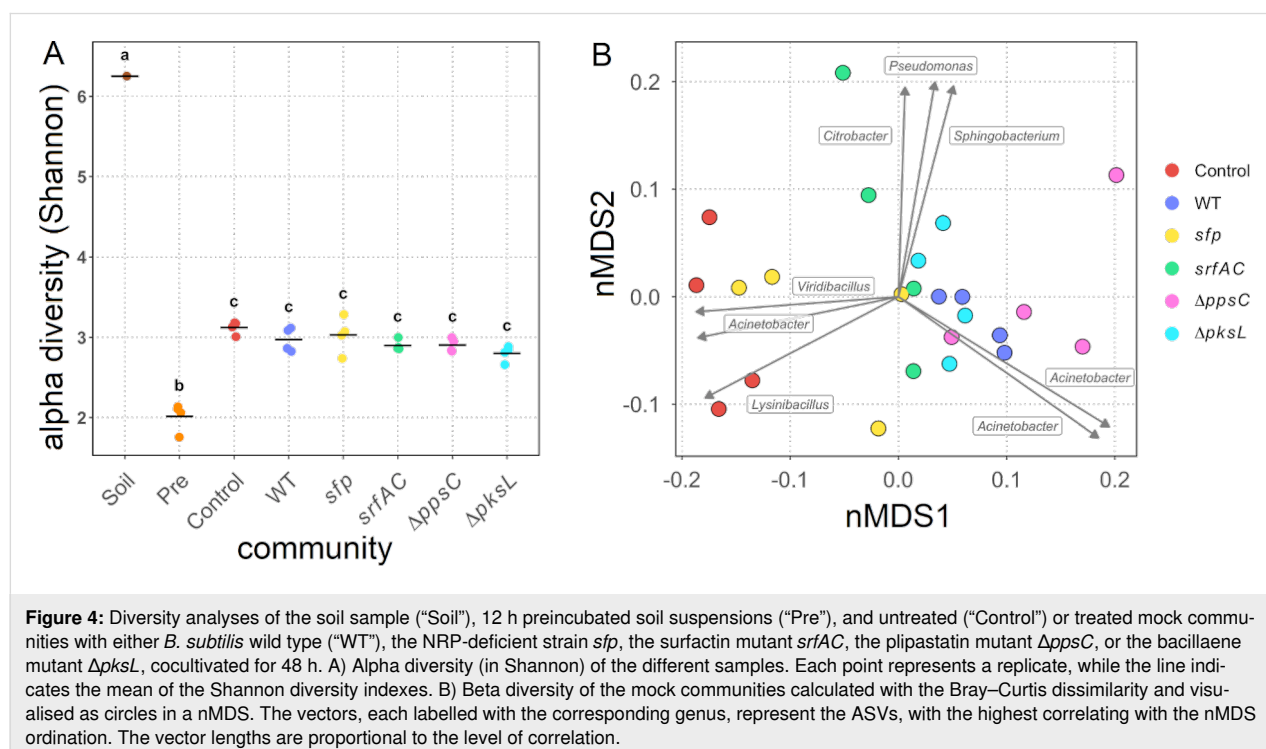 A
alpha diversity (Shannon)
6
5
4
3
2
a
b
c
c
c
c
c
c
Soil
Pre
Control
WT
sfp
srfAC
ΔppsC
ΔpksL
community
B
nMDS2
0.2
0.1
0.0
-0.1
Pseudomonas
Citrobacter
Sphingobacterium
Viridibacillus
Acinetobacter
Lysinibacillus
Acinetobacter
Acinetobacter
-0.2
-0.1
0.0
0.1
0.2
nMDS1
Control
WT
sfp
srfAC
ΔppsC
ΔpksL
Figure 4: Diversity analyses of the soil sample (“Soil”), 12 h preincubated soil suspensions (“Pre”), and untreated (“Control”) or treated mock commu-
nities with either B. subtilis wild type (“WT”), the NRP-deficient strain sfp, the surfactin mutant srfAC, the plipastatin mutant ΔppsC, or the bacillaene
mutant ΔpksL, cocultivated for 48 h. A) Alpha diversity (in Shannon) of the different samples. Each point represents a replicate, while the line indi-
cates the mean of the Shannon diversity indexes. B) Beta diversity of the mock communities calculated with the Bray–Curtis dissimilarity and visu-
alised as circles in a nMDS. The vectors, each labelled with the corresponding genus, represent the ASVs, with the highest correlating with the nMDS
ordination. The vector lengths are proportional to the level of correlation.